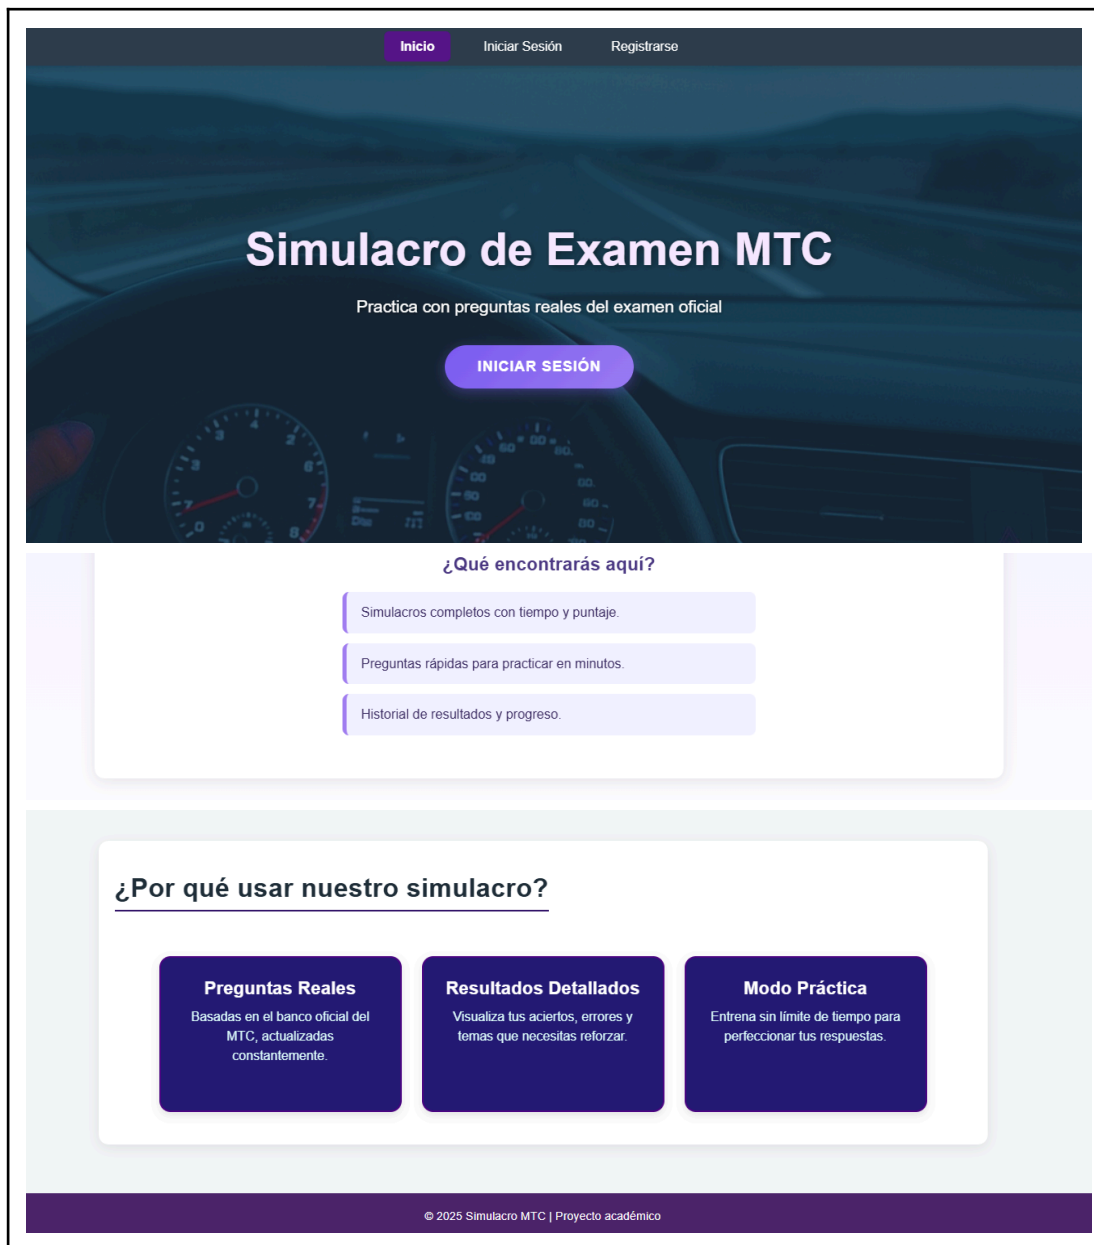 Inicio Iniciar Sesión Registrarse
Simulacro de Examen MTC
Practica con preguntas reales del examen oficial
INICIAR SESIÓN
¿Qué encontrarás aquí?
Simulacros completos con tiempo y puntaje.
Preguntas rápidas para practicar en minutos.
Historial de resultados y progreso.
¿Por qué usar nuestro simulacro?
Preguntas Reales
Basadas en el banco oficial del
MTC, actualizadas
constantemente.
Resultados Detallados
Visualiza tus aciertos, errores y
temas que necesitas reforzar.
Modo Práctica
Entrena sin límite de tiempo para
perfeccionar tus respuestas.
© 2025 Simulacro MTC | Proyecto académico